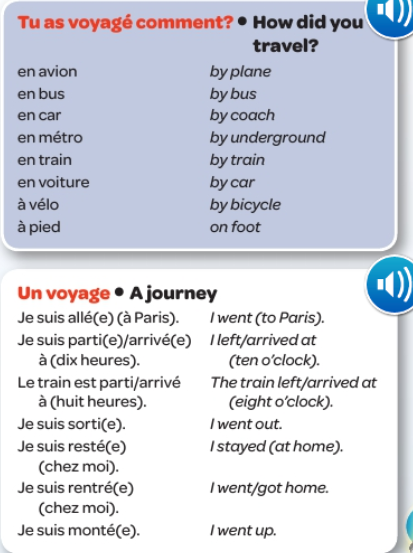 Tu as voyagé comment? • How did you
travel?
en avion by plane
en bus by bus
en car by coach
en métro by underground
en train by train
en voiture by car
à vélo by bicycle
à pied on foot
Un voyage • A journey
Je suis allé(e) (à Paris). I went (to Paris).
Je suis parti(e)/arrivé(e) I left/arrived at
à (dix heures). (ten o'clock).
Le train est parti/arrivé The train left/arrived at
à (huit heures). (eight o'clock).
Je suis sorti(e). I went out.
Je suis resté(e) I stayed (at home).
(chez moi).
Je suis rentré(e) I went/got home.
(chez moi).
Je suis monté(e). I went up.